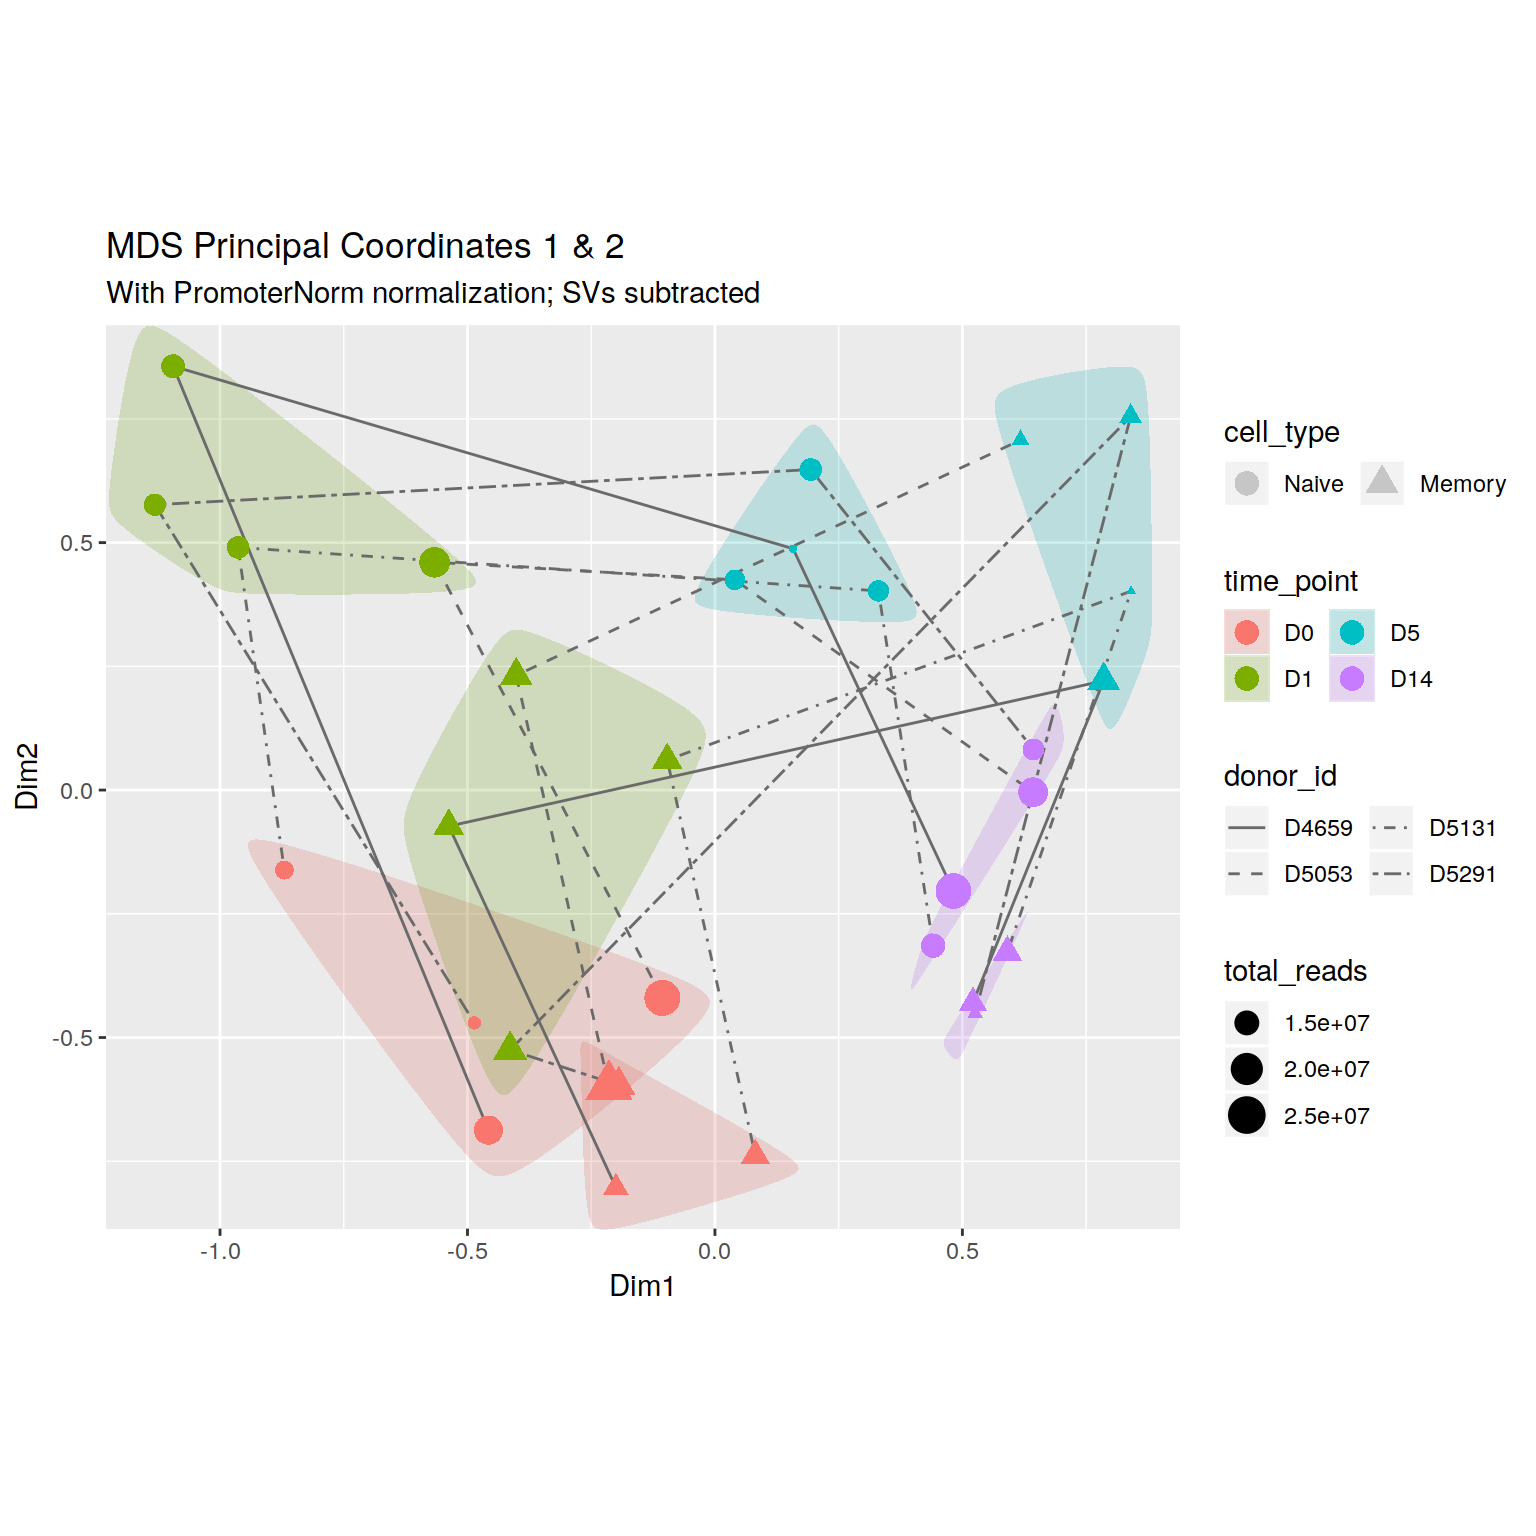 MDS Principal Coordinates 1 & 2
With PromoterNorm normalization; SVs subtracted
0.5
0.0
-0.5
Dim2
-1.0
-0.5
0.0
0.5
Dim1
cell_type
Naive
Memory
time_point
D0
D5
D1
D14
donor_id
D4659
D5131
D5053
D5291
total_reads
1.5e+07
2.0e+07
2.5e+07